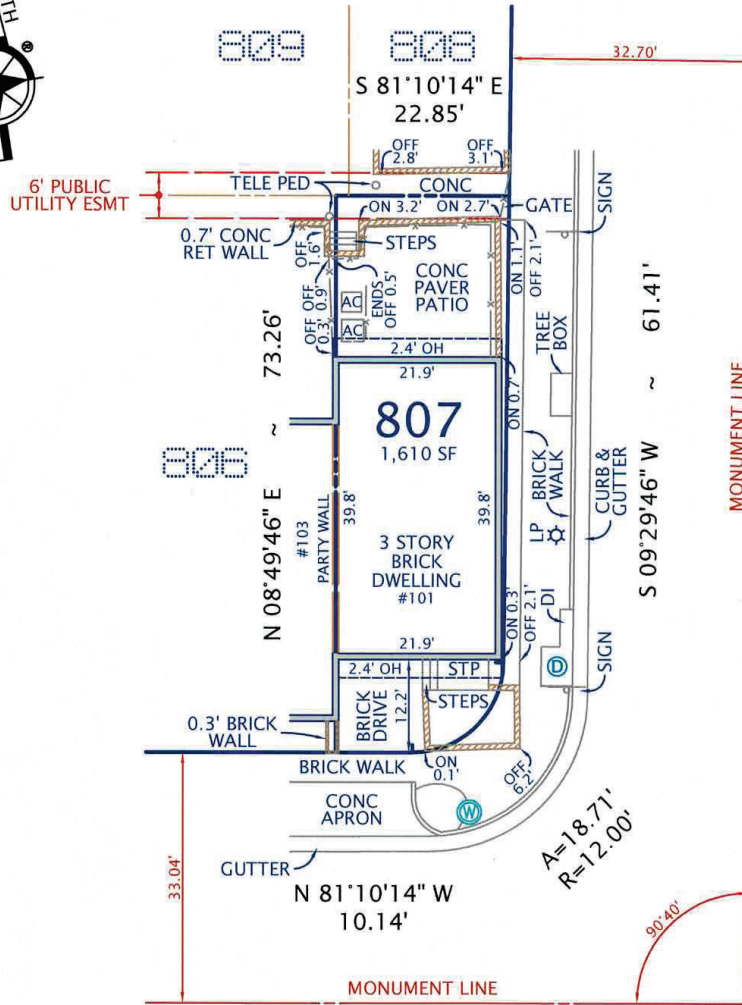 TH
®
809
808
32.70'
S 81°10'14" E
22.85'
OFF
2.8'
OFF
3.1'
6' PUBLIC
UTILITY ESMT
TELE PED
CONC
ON 3.2'
ON 2.7'
GATE
SIGN
0.7' CONC
RET WALL
OFF
1.6'
STEPS
ON 1.1'
OFF 2.1'
CONC
PAVER
PATIO
OFF 0.9'
OFF
0.3'
ENDS
OFF 0.5'
AC
AC
73.26'
~
N 08°49'46" E
61.41'
~
S 09°29'46" W
TREE
BOX
2.4' OH
21.9'
ON 0.7'
MONUMENT LINE
807
1,610 SF
806
#103
PARTY WALL
39.8'
39.8'
BRICK
WALK
LP
CURB &
GUTTER
3 STORY
BRICK
DWELLING
#101
DI
D
ON 0.3'
OFF 2.1'
SIGN
21.9'
2.4' OH
STP
STEPS
BRICK
DRIVE
12.2'
0.3' BRICK
WALL
BRICK WALK
ON
0.1'
OFF
6.2'
CONC
APRON
W
A=18.71'
R=12.00'
GUTTER
33.04'
N 81°10'14" W
10.14'
90°40'
MONUMENT LINE